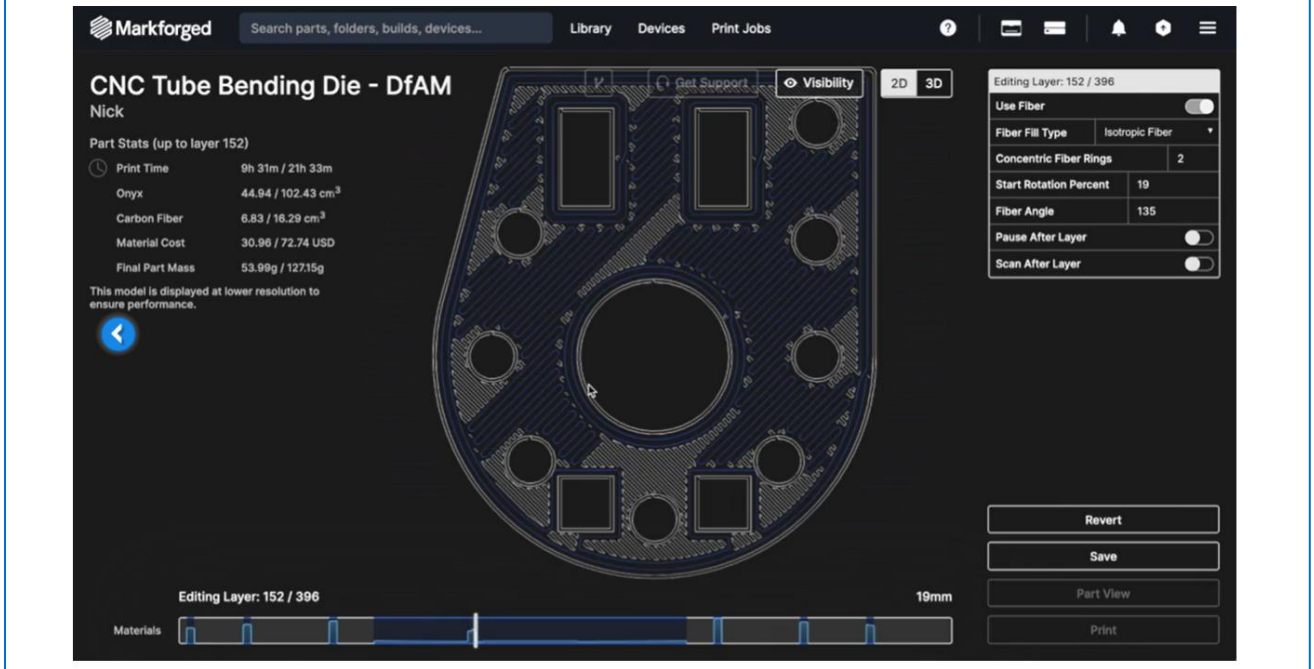 Markforged
Search parts, folders, builds, devices...
Library Devices Print Jobs
CNC Tube Bending Die - DfAM
Nick
Part Stats (up to layer 152)
Print Time 9h 31m / 21h 33m
Onyx 44.94 / 102.43 cm³
Carbon Fiber 6.83 / 16.29 cm³
Material Cost 30.96 / 72.74 USD
Final Part Mass 53.99g / 127.15g
This model is displayed at lower resolution to
ensure performance.
Get Support
Visibility
2D 3D
Editing Layer: 152 / 396
Use Fiber
Fiber Fill Type Isotropic Fiber
Concentric Fiber Rings 2
Start Rotation Percent 19
Fiber Angle 135
Pause After Layer
Scan After Layer
Revert
Save
Part View
Print
Editing Layer: 152 / 396 19mm
Materials